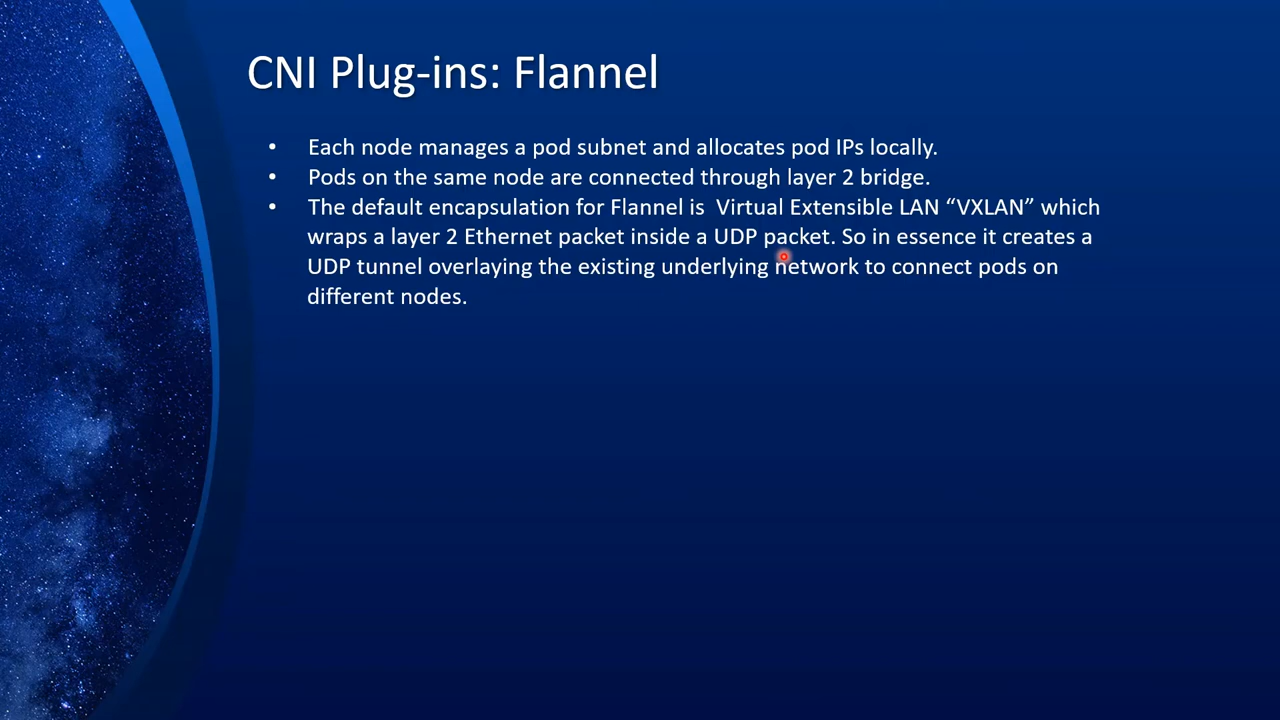 CNI Plug-ins: Flannel
• Each node manages a pod subnet and allocates pod IPs locally.
• Pods on the same node are connected through layer 2 bridge.
• The default encapsulation for Flannel is  Virtual Extensible LAN “VXLAN” which
wraps a layer 2 Ethernet packet inside a UDP packet. So in essence it creates a
UDP tunnel overlaying the existing underlying network to connect pods on
different nodes.